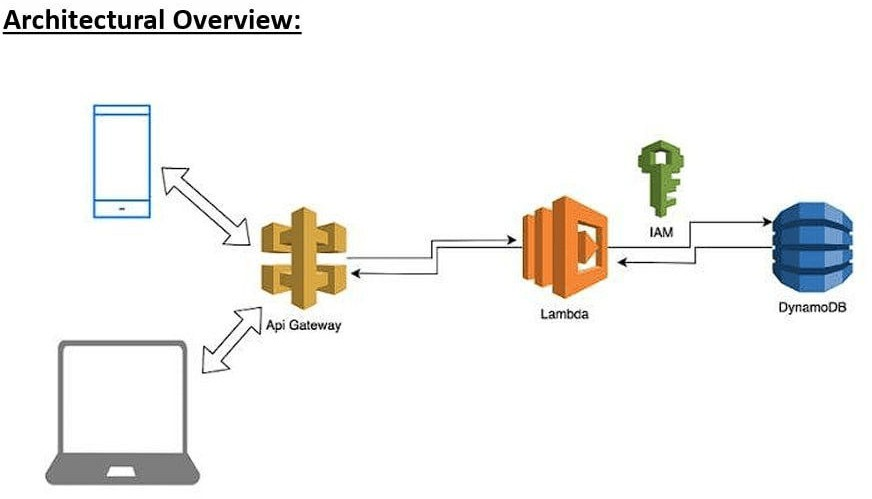 Architectural Overview:
IAM
Api Gateway
Lambda
DynamoDB